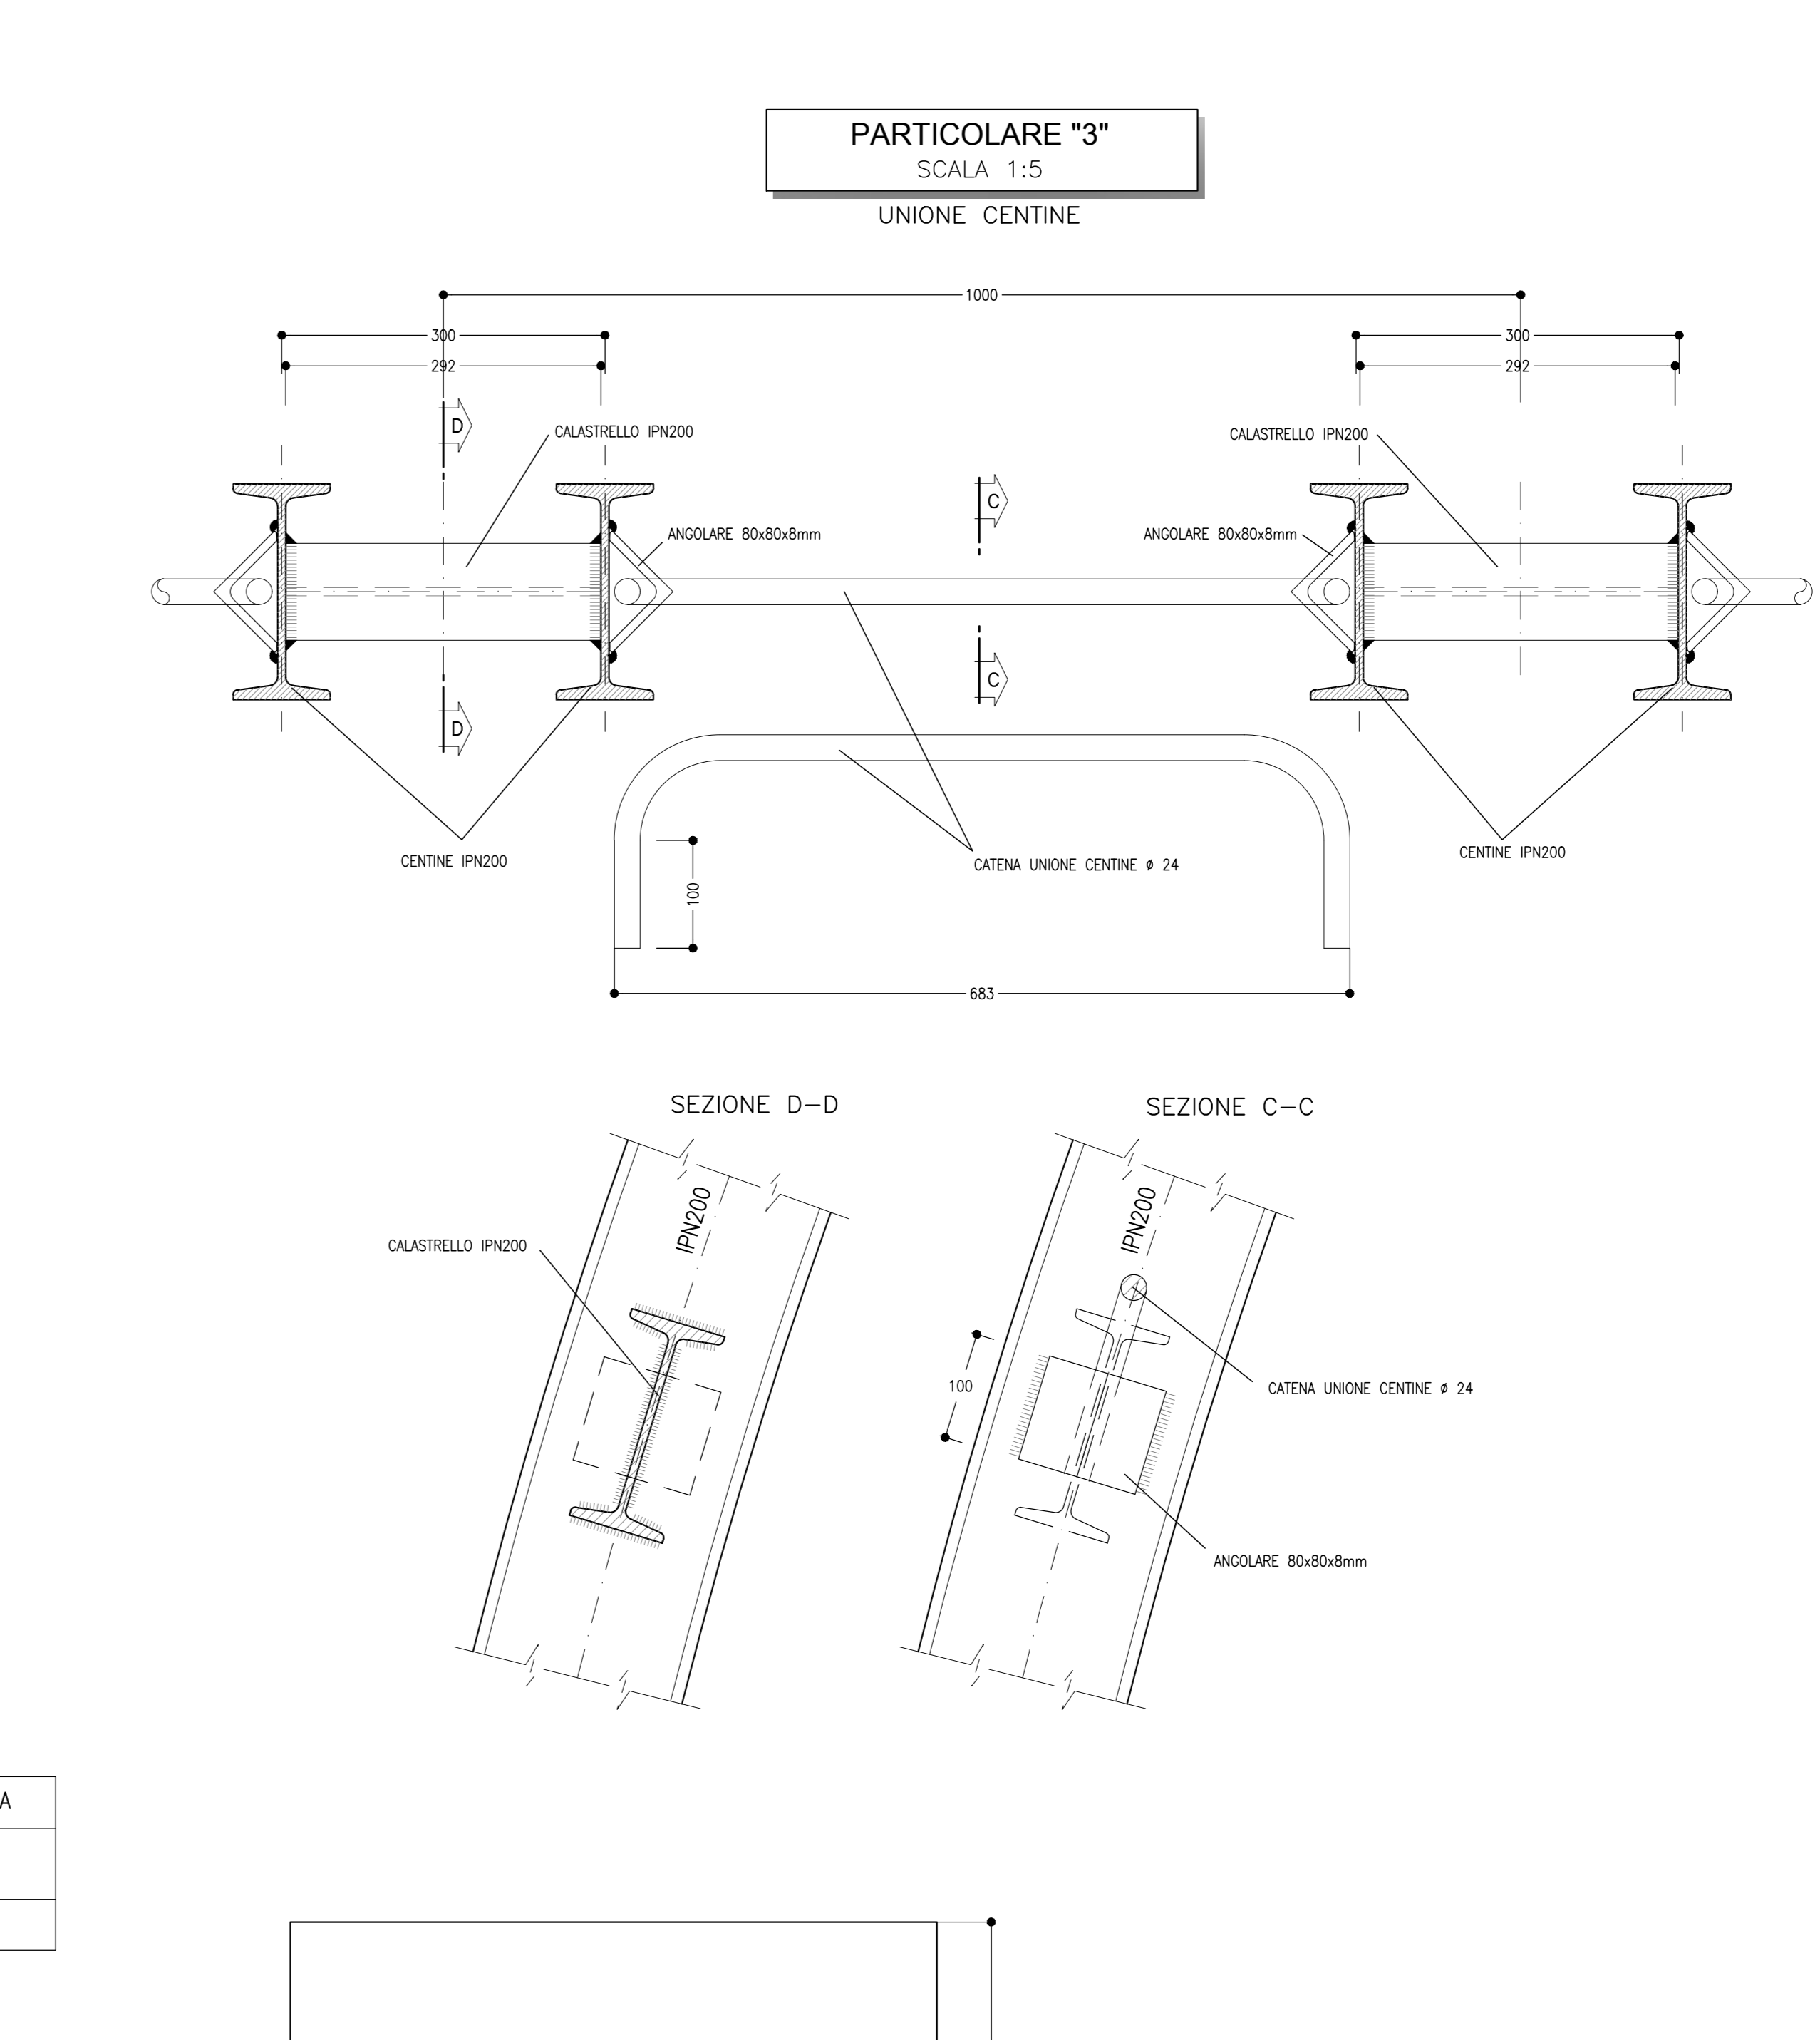 PARTICOLARE "3"
SCALA 1:5
UNIONE CENTINE
1000
300
300
292
292
D
CALASTRELLO IPN200
CALASTRELLO IPN200
C
ANGOLARE 80x80x8mm
ANGOLARE 80x80x8mm
C
D
CENTINE IPN200
CENTINE IPN200
CATENA UNIONE CENTINE ø 24
100
683
SEZIONE D-D
SEZIONE C-C
IPN200
IPN200
CALASTRELLO IPN200
100
CATENA UNIONE CENTINE ø 24
ANGOLARE 80x80x8mm
A